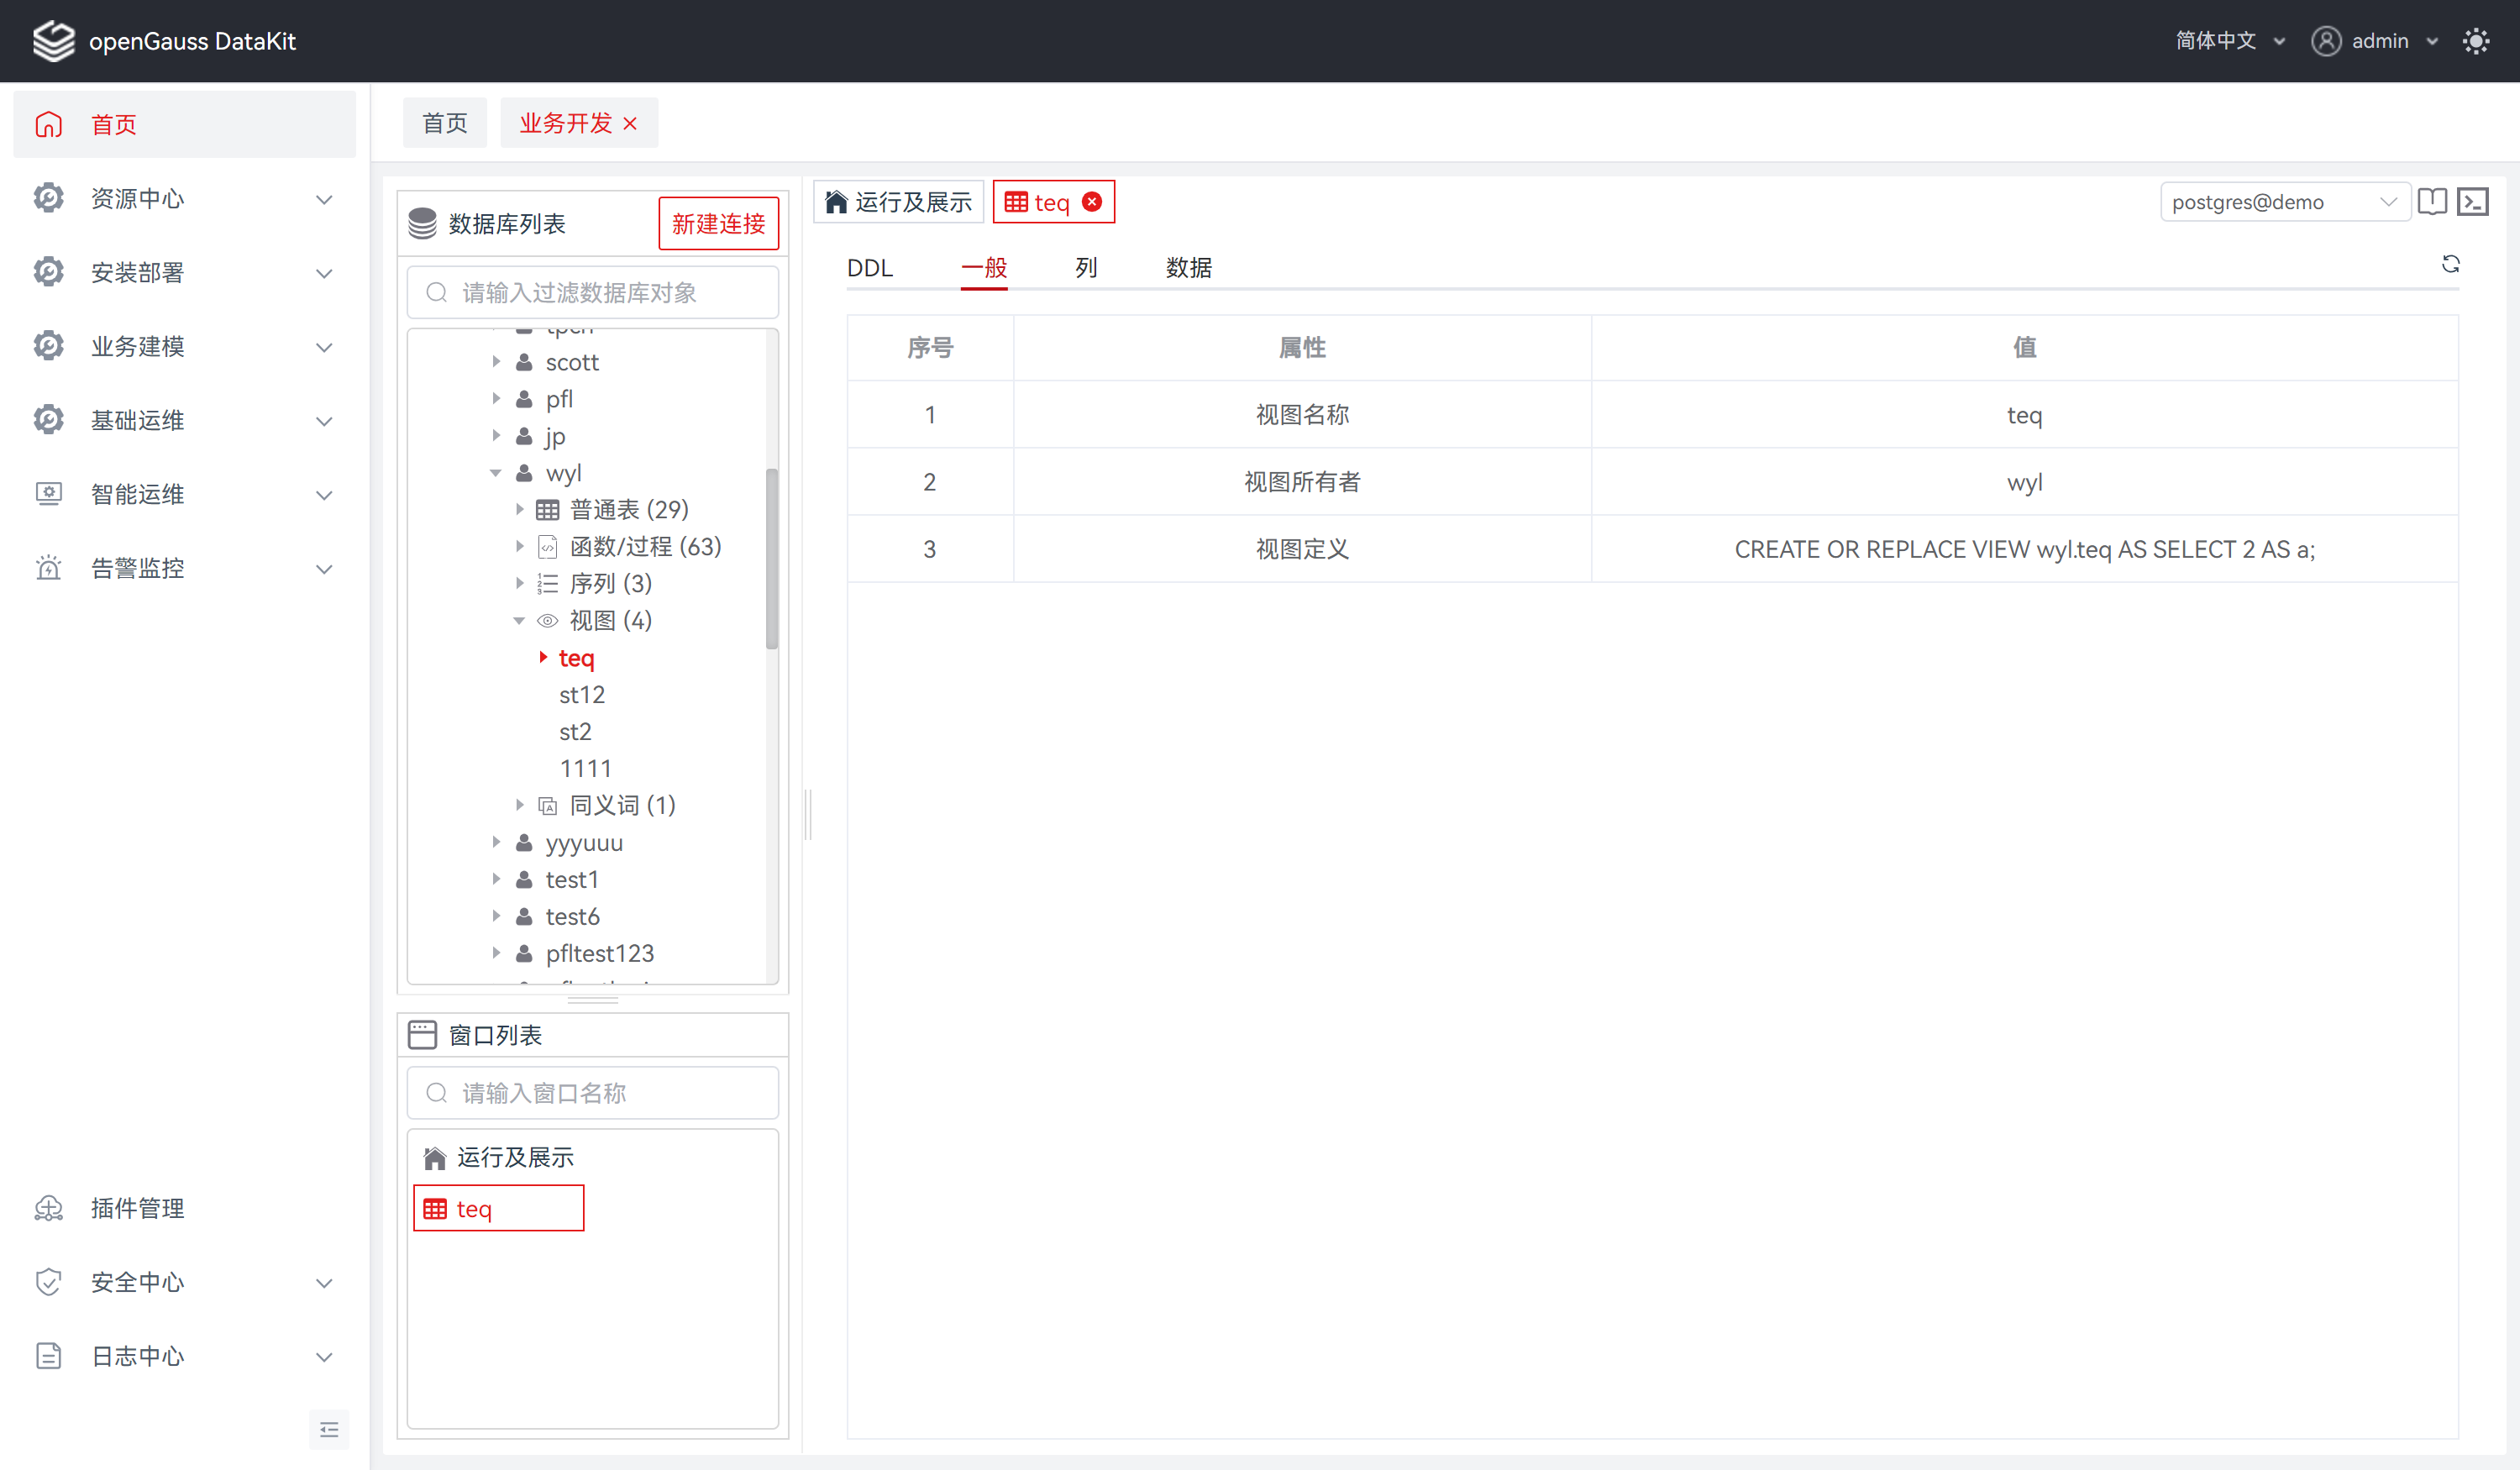 openGauss DataKit
简体中文
admin
首页
资源中心
安装部署
业务建模
基础运维
智能运维
告警监控
插件管理
安全中心
日志中心
首页
业务开发
数据库列表
新建连接
请输入过滤数据库对象
scott
pfl
jp
wyl
普通表 (29)
函数/过程 (63)
序列 (3)
视图 (4)
teq
st12
st2
1111
同义词 (1)
yyyuuu
test1
test6
pfltest123
窗口列表
请输入窗口名称
运行及展示
teq
运行及展示
teq
postgres@demo
DDL
一般
列
数据
序号 属性 值
1 视图名称 teq
2 视图所有者 wyl
3 视图定义 CREATE OR REPLACE VIEW wyl.teq AS SELECT 2 AS a;